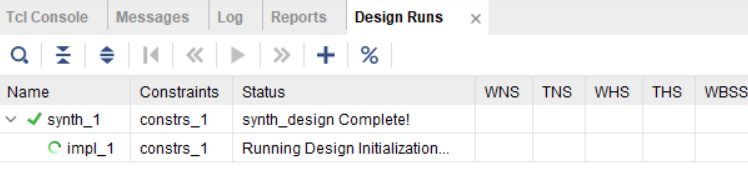 Tcl Console Messages Log Reports Design Runs ×
Name Constraints Status WNS TNS WHS THS WBSS
synth_1 constrs_1 synth_design Complete!
impl_1 constrs_1 Running Design Initialization...